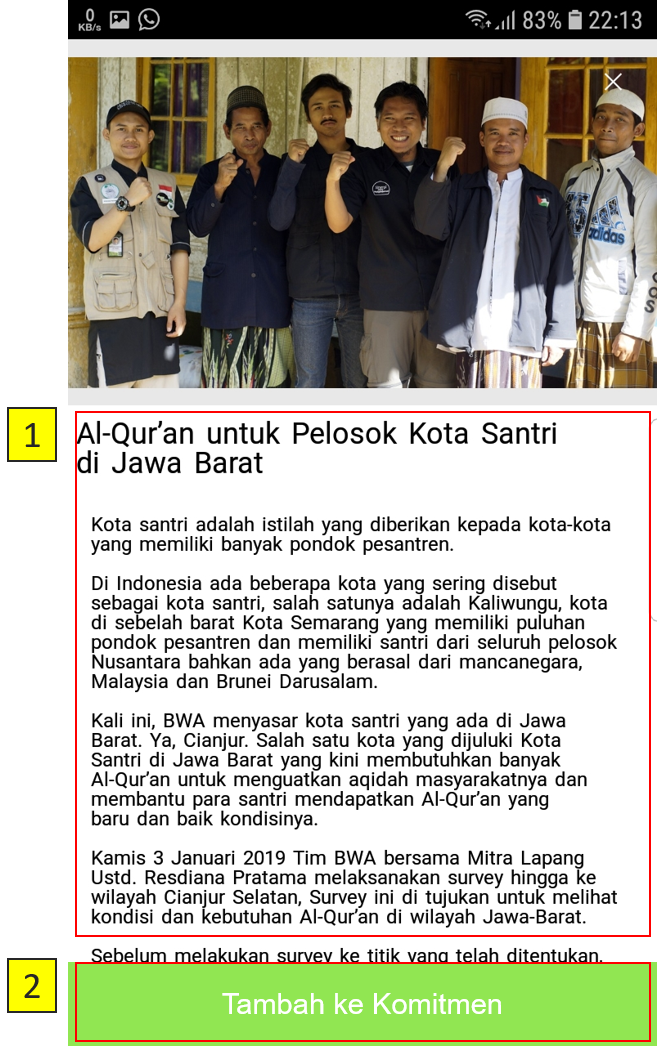 0
KB/s
83%
22:13
adidas
1
Al-Qur’an untuk Pelosok Kota Santri
di Jawa Barat
Kota santri adalah istilah yang diberikan kepada kota-kota
yang memiliki banyak pondok pesantren.
Di Indonesia ada beberapa kota yang sering disebut
sebagai kota santri, salah satunya adalah Kaliwungu, kota
di sebelah barat Kota Semarang yang memiliki puluhan
pondok pesantren dan memiliki santri dari seluruh pelosok
Nusantara bahkan ada yang berasal dari mancanegara,
Malaysia dan Brunei Darusalam.
Kali ini, BWA menyasar kota santri yang ada di Jawa
Barat. Ya, Cianjur. Salah satu kota yang dijuluki Kota
Santri di Jawa Barat yang kini membutuhkan banyak
Al-Qur’an untuk menguatkan aqidah masyarakatnya dan
membantu para santri mendapatkan Al-Qur’an yang
baru dan baik kondisinya.
Kamis 3 Januari 2019 Tim BWA bersama Mitra Lapang
Ustd. Resdiana Pratama melaksanakan survey hingga ke
wilayah Cianjur Selatan, Survey ini di tujukan untuk melihat
kondisi dan kebutuhan Al-Qur’an di wilayah Jawa-Barat.
Sebelum melakukan survey ke titik yang telah ditentukan,
2
Tambah ke Komitmen